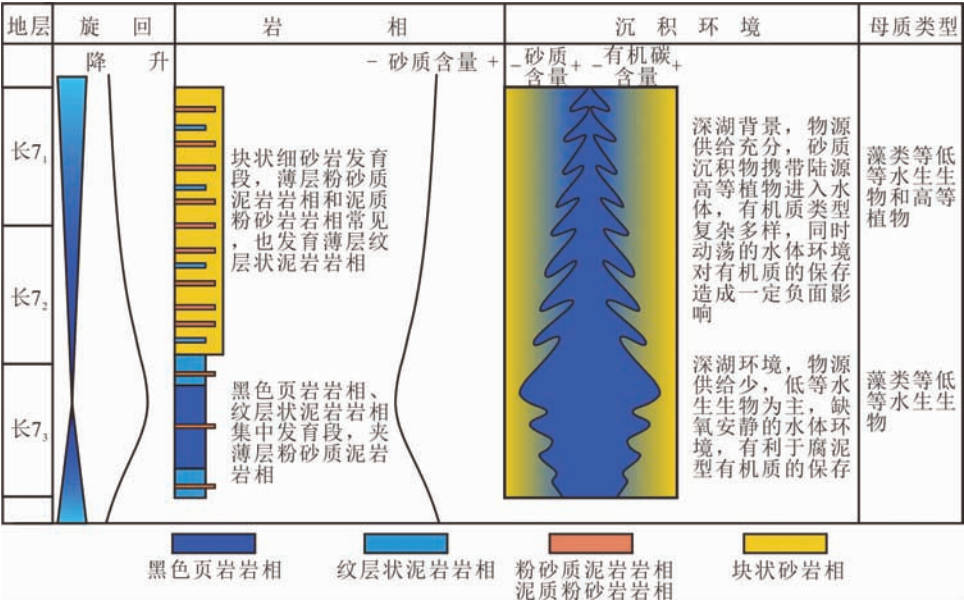 地层
旋 回
岩 相
沉 积 环 境
母质类型
降 升
- 砂质含量 +
- 砂质含量 +
- 有机碳含量 +
长7₁
长7₂
长7₃
块状细砂岩发育
段，薄层粉砂质
泥岩岩相和泥质
粉砂岩岩相常见
，也发育薄层纹
层状泥岩岩相
黑色页岩岩相、
纹层状泥岩岩相
集中发育段，夹
薄层粉砂质泥岩
岩相
深湖背景，物源
供给充分，砂质
沉积物携带陆源
高等植物进入水
体，有机质类型
复杂多样，同时
动荡的水体环境
对有机质的保存
造成一定负面影
响
深湖环境，物源
供给少，低等水
生生物为主，缺
氧安静的水体环
境，有利于腐泥
型有机质的保存
藻类等低
等水生生
物和高等
植物
藻类等低
等水生生
物
黑色页岩岩相
纹层状泥岩岩相
粉砂质泥岩岩相
泥质粉砂岩岩相
块状砂岩相